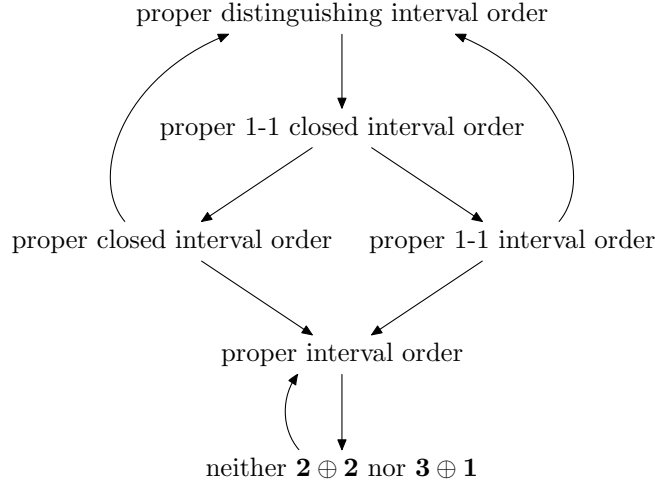 proper distinguishing interval order
proper 1-1 closed interval order
proper closed interval order
proper 1-1 interval order
proper interval order
neither 2 ⊕ 2 nor 3 ⊕ 1